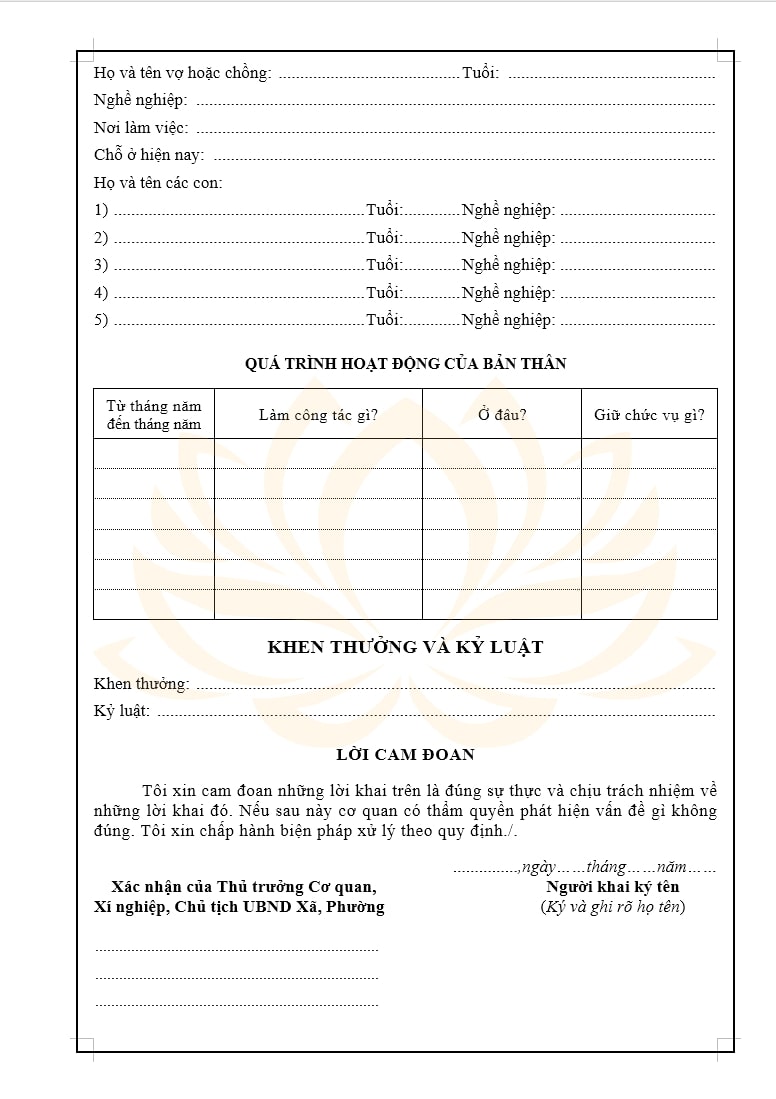 Họ và tên vợ hoặc chồng: ............................................Tuổi: ..................................................
Nghề nghiệp: ..............................................................................................................................
Nơi làm việc: ..............................................................................................................................
Chỗ ở hiện nay: ..........................................................................................................................
Họ và tên các con:
1) .............................................................Tuổi:.............Nghề nghiệp: ......................................
2) .............................................................Tuổi:.............Nghề nghiệp: ......................................
3) .............................................................Tuổi:.............Nghề nghiệp: ......................................
4) .............................................................Tuổi:.............Nghề nghiệp: ......................................
5) .............................................................Tuổi:.............Nghề nghiệp: ......................................
QUÁ TRÌNH HOẠT ĐỘNG CỦA BẢN THÂN
Từ tháng năm
đến tháng năm
Làm công tác gì?
Ở đâu?
Giữ chức vụ gì?
KHEN THƯỞNG VÀ KỶ LUẬT
Khen thưởng: ..............................................................................................................................
Kỷ luật: ........................................................................................................................................
LỜI CAM ĐOAN
Tôi xin cam đoan những lời khai trên là đúng sự thực và chịu trách nhiệm về
những lời khai đó. Nếu sau này cơ quan có thẩm quyền phát hiện vấn đề gì không
đúng. Tôi xin chấp hành biện pháp xử lý theo quy định./.
................,ngày……tháng……năm……
Xác nhận của Thủ trưởng Cơ quan,
Xí nghiệp, Chủ tịch UBND Xã, Phường
Người khai ký tên
(Ký và ghi rõ họ tên)
.....................................................................
.....................................................................
.....................................................................